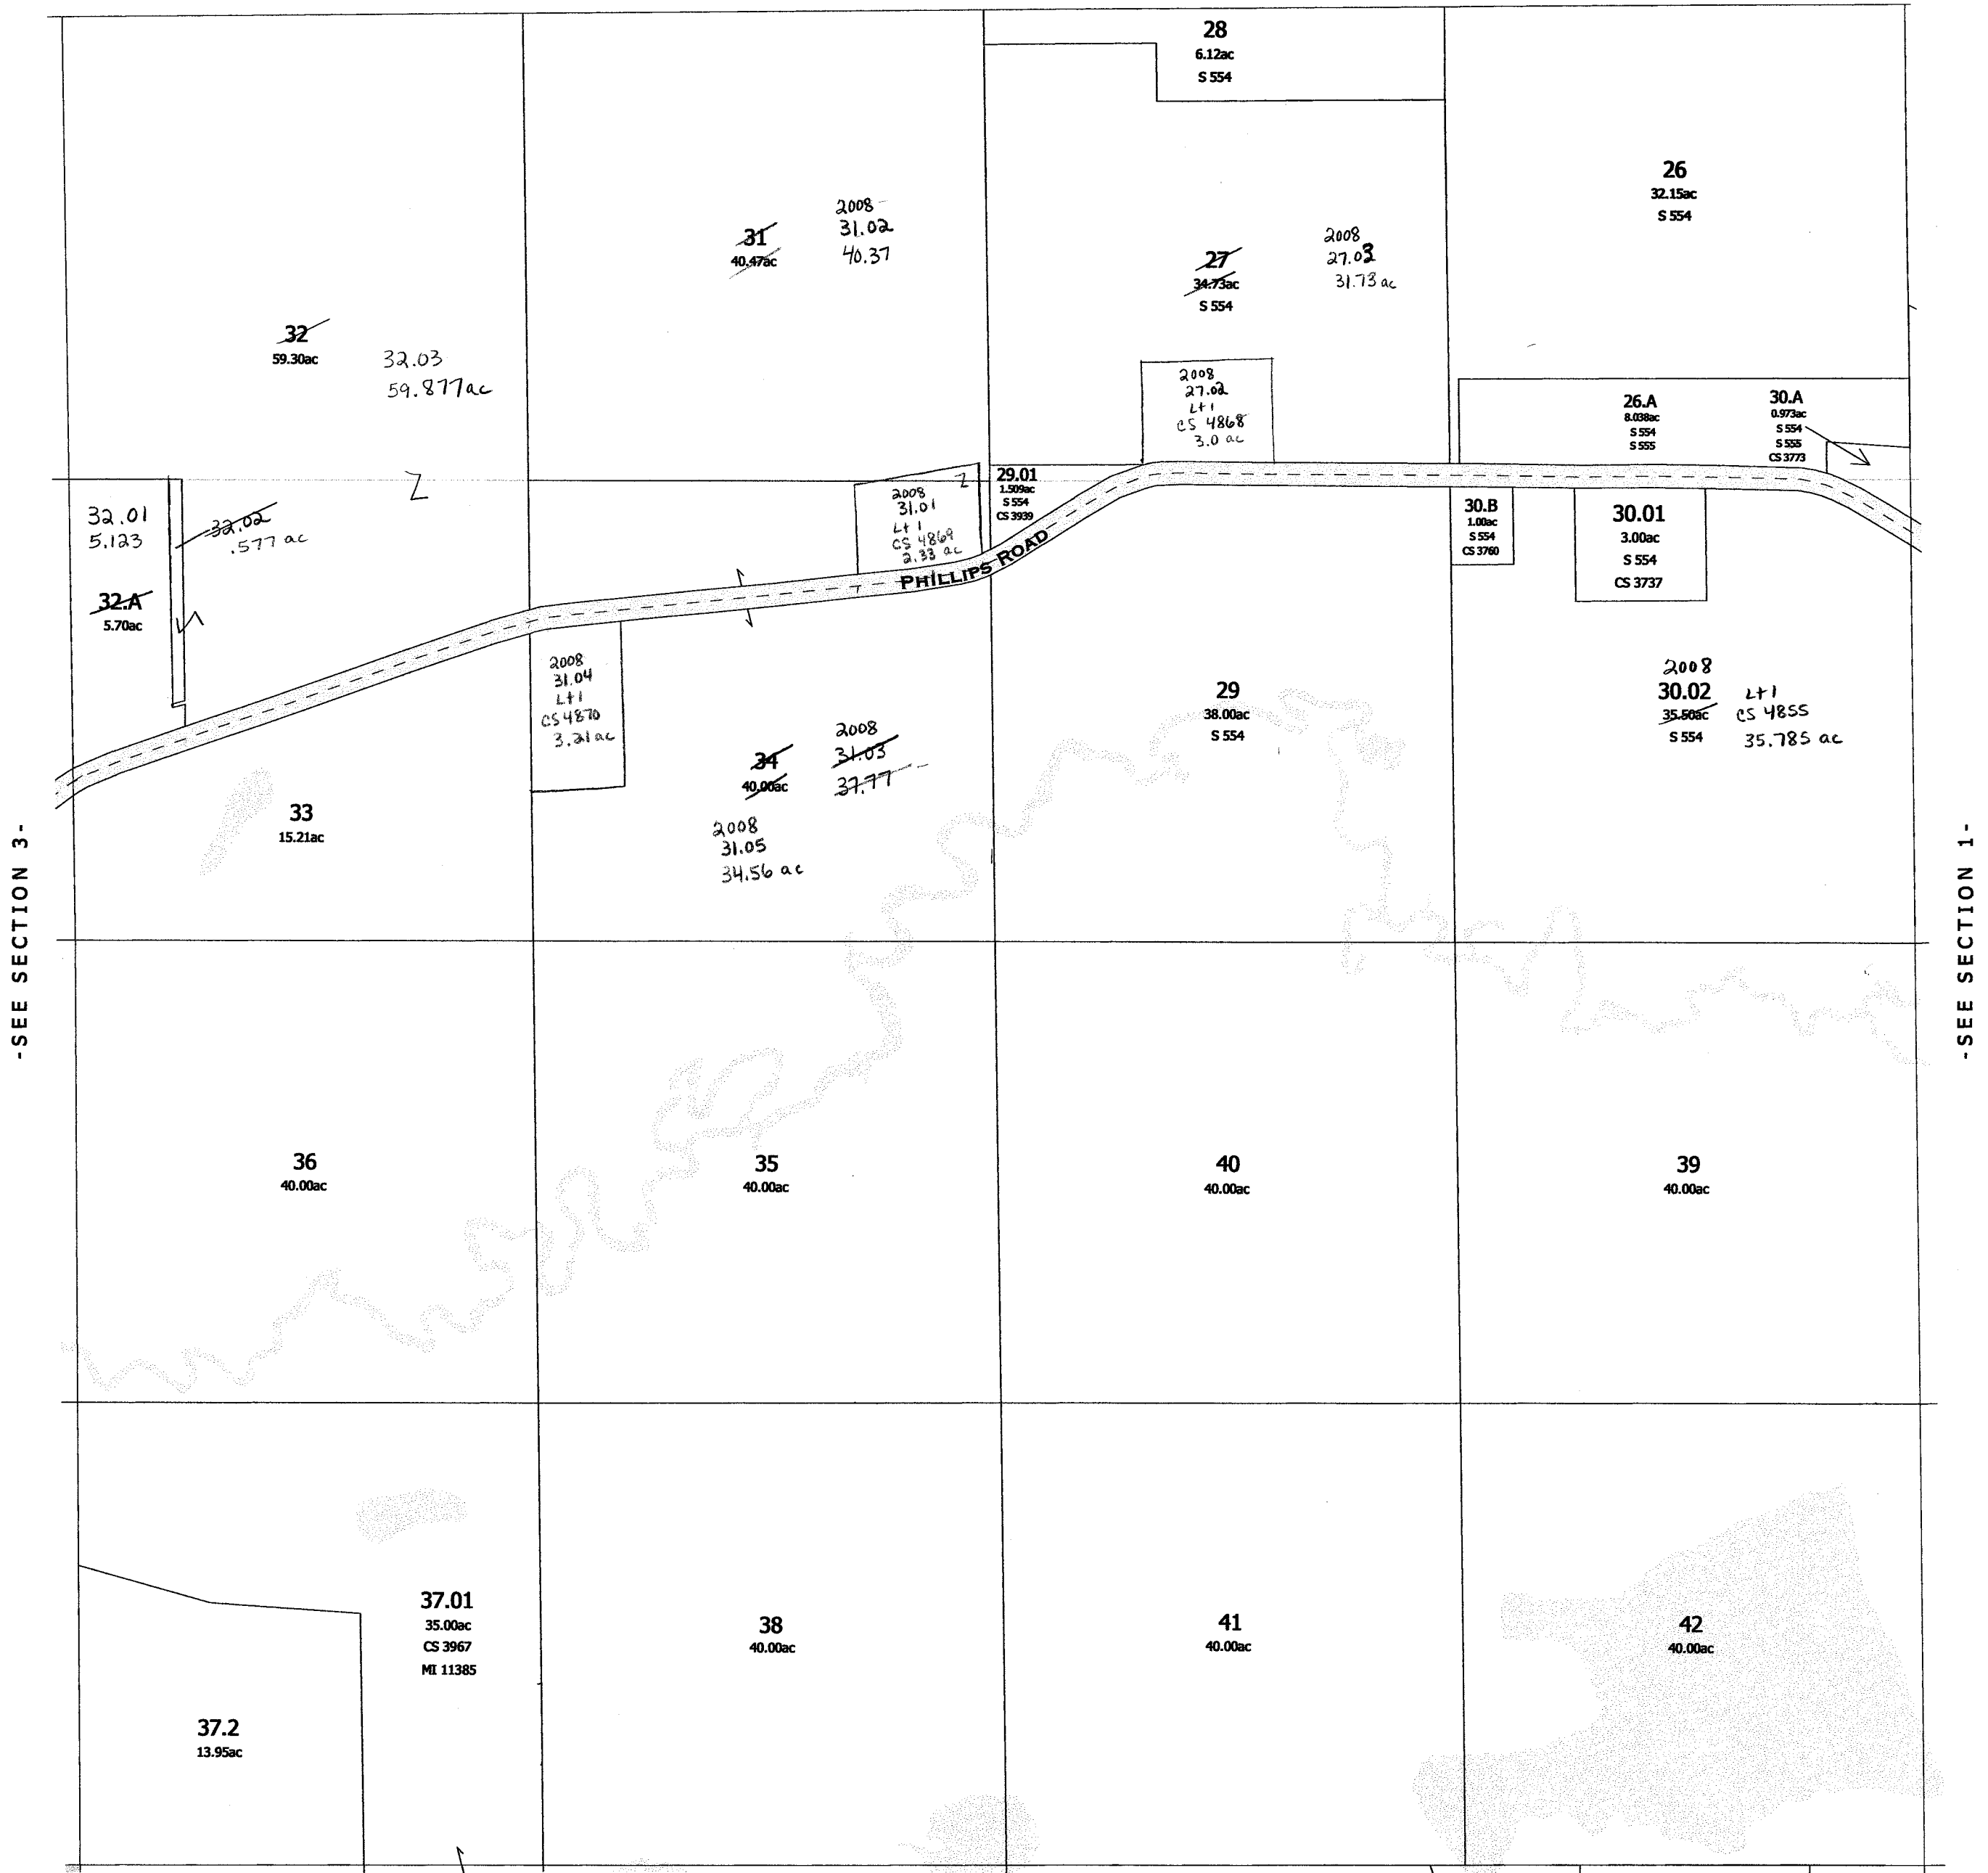 28
6.12ac
S 554
26
32.15ac
S 554
31
40.47ac
2008
31.02
40.37
27
34.73ac
S 554
2008
27.03
31.73 ac
32
59.30ac
32.03
59.877ac
2008
27.02
Lt 1
CS 4868
3.0 ac
26.A
8.038ac
S 554
S 555
30.A
0.973ac
S 554
S 555
CS 3773
32.01
5.123
32.02
.577 ac
32.A
5.70ac
2008
31.01
Lt 1
CS 4869
2.33 ac
29.01
1.509ac
S 554
CS 3939
30.B
1.00ac
S 554
CS 3760
30.01
3.00ac
S 554
CS 3737
PHILLIPS ROAD
2008
31.04
Lt 1
CS 4870
3.21 ac
34
40.00ac
2008
31.03
37.77
2008
31.05
34.56 ac
29
38.00ac
S 554
2008
30.02
35.50ac
S 554
Lt 1
CS 4855
35.785 ac
33
15.21ac
-SEE SECTION 3-
-SEE SECTION 1-
36
40.00ac
35
40.00ac
40
40.00ac
39
40.00ac
37.01
35.00ac
CS 3967
MI 11385
38
40.00ac
41
40.00ac
42
40.00ac
37.2
13.95ac